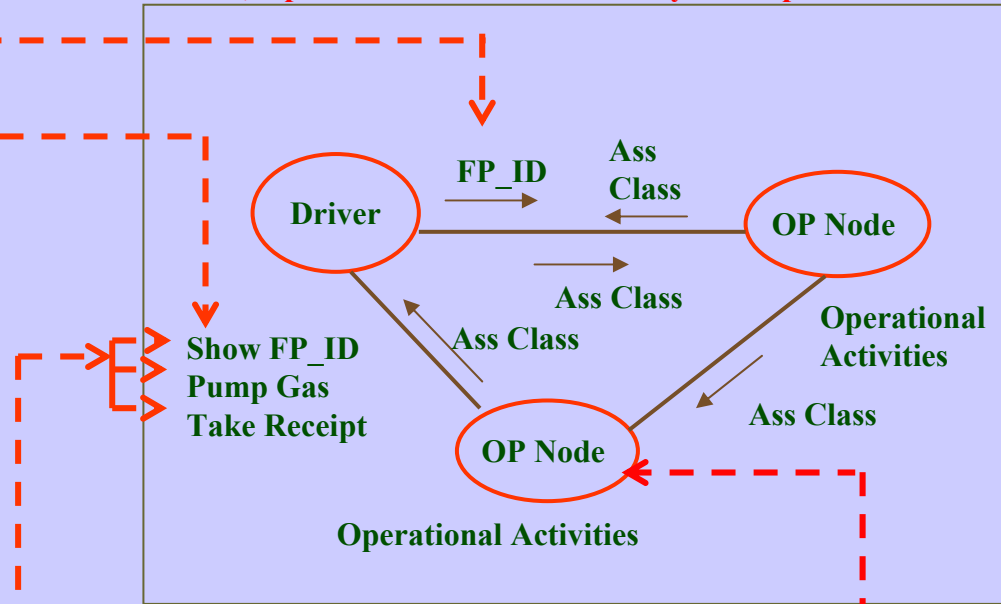 FP_ID
Ass
Class
Driver
OP Node
Ass Class
Operational
Activities
Ass Class
Show FP_ID
Pump Gas
Take Receipt
Ass Class
OP Node
Operational Activities